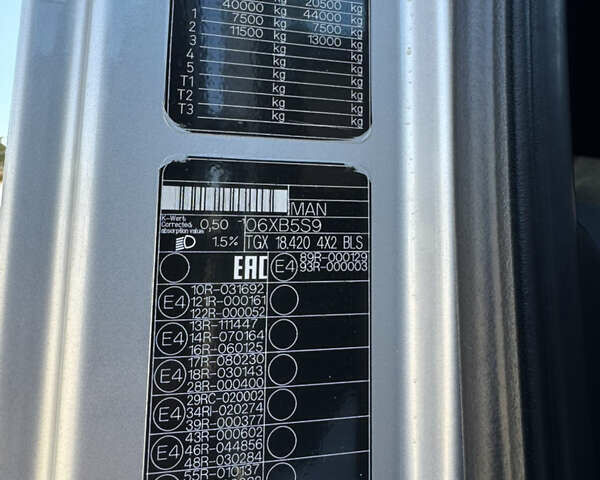 40000 kg 20500 kg
1 7500 kg 44000 kg
2 11500 kg 7500 kg
3 kg 13000 kg
4 kg kg
5 kg kg
T1 kg kg
T2 kg kg
T3 kg kg
MAN
K-Wert
Corrected absorption value 0,50 106XB5S9
1.5% TGX 18.420 4X2 BLS
EAC E4 89R-000129
93R-000003
10R-031692
E4 121R-000161
122R-000052
13R-111447
E4 14R-070164
16R-060125
17R-080230
E4 18R-030143
28R-000400
29RC-020002
E4 34RI-020274
39R-000377
43R-000602
E4 46R-044856
48R-030284
55R-010137